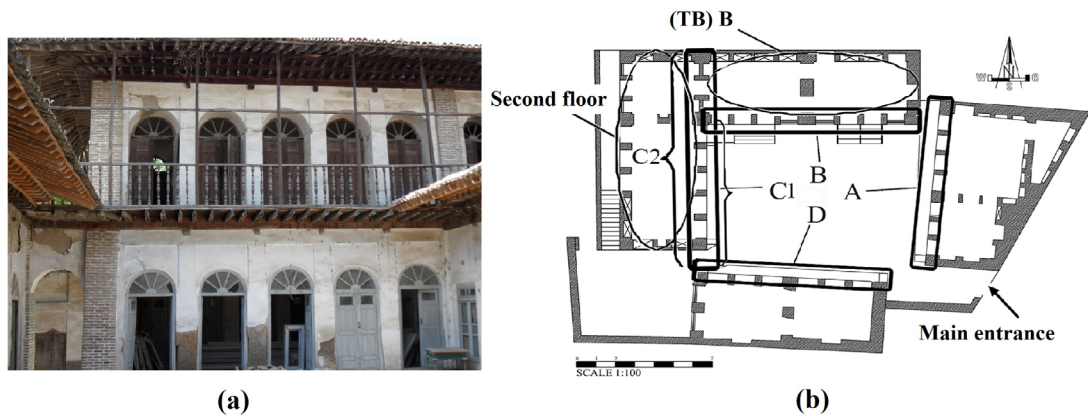 (TB) B
Second floor
N
W
S
C2
C1
B
A
D
Main entrance
SCALE 1:100
(a)
(b)